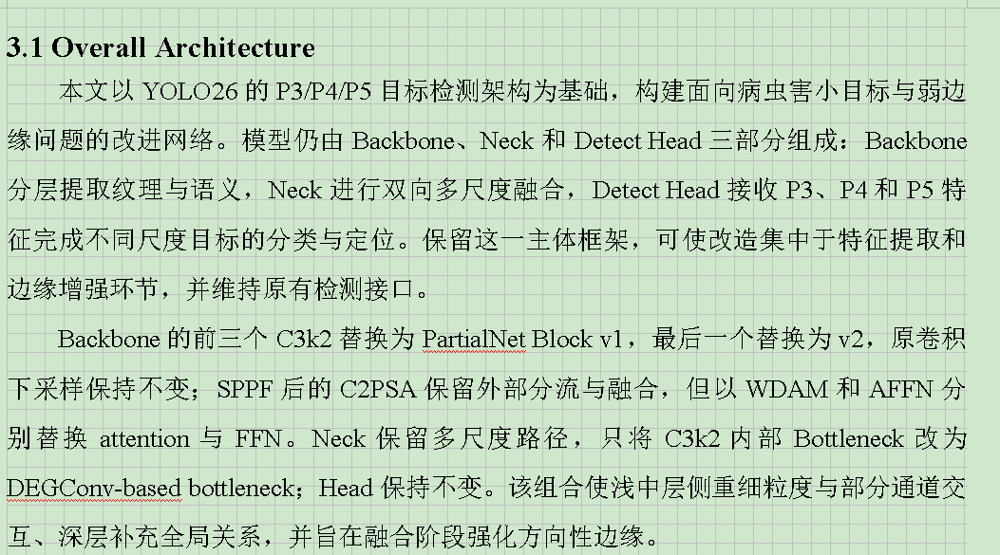 3.1 Overall Architecture
本文以 YOLO26 的 P3/P4/P5 目标检测架构为基础，构建面向病虫害小目标与弱边
缘问题的改进网络。模型仍由 Backbone、Neck 和 Detect Head 三部分组成：Backbone
分层提取纹理与语义，Neck 进行双向多尺度融合，Detect Head 接收 P3、P4 和 P5 特
征完成不同尺度目标的分类与定位。保留这一主体框架，可使改造集中于特征提取和
边缘增强环节，并维持原有检测接口。
Backbone 的前三个 C3k2 替换为 PartialNet Block v1，最后一个替换为 v2，原卷积
下采样保持不变；SPPF 后的 C2PSA 保留外部分流与融合，但以 WDAM 和 AFFN 分
别替换 attention 与 FFN。Neck 保留多尺度路径，只将 C3k2 内部 Bottleneck 改为
DEGConv-based bottleneck；Head 保持不变。该组合使浅中层侧重细粒度与部分通道交
互、深层补充全局关系，并旨在融合阶段强化方向性边缘。